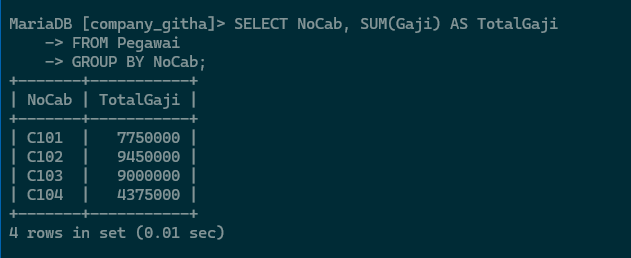 MariaDB [company_githa]> SELECT NoCab, SUM(Gaji) AS TotalGaji
    -> FROM Pegawai
    -> GROUP BY NoCab;
+-------+-----------+
| NoCab | TotalGaji |
+-------+-----------+
| C101  |   7750000 |
| C102  |   9450000 |
| C103  |   9000000 |
| C104  |   4375000 |
+-------+-----------+
4 rows in set (0.01 sec)